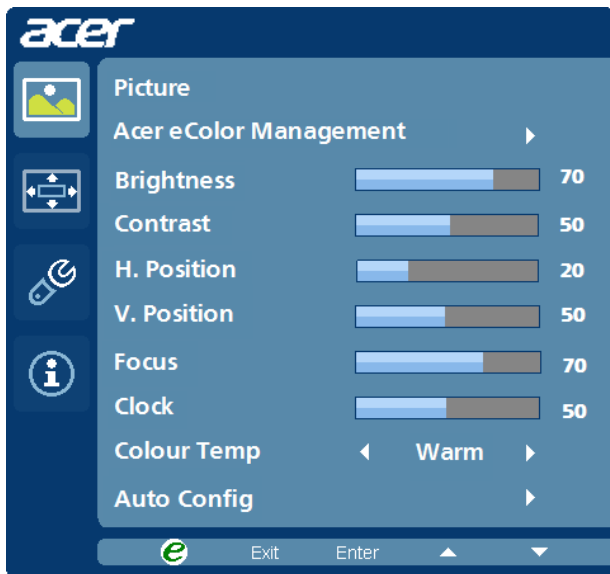 acer
Picture
Acer eColor Management
Brightness 70
Contrast 50
H. Position 20
V. Position 50
Focus 70
Clock 50
Colour Temp Warm
Auto Config
e Exit Enter